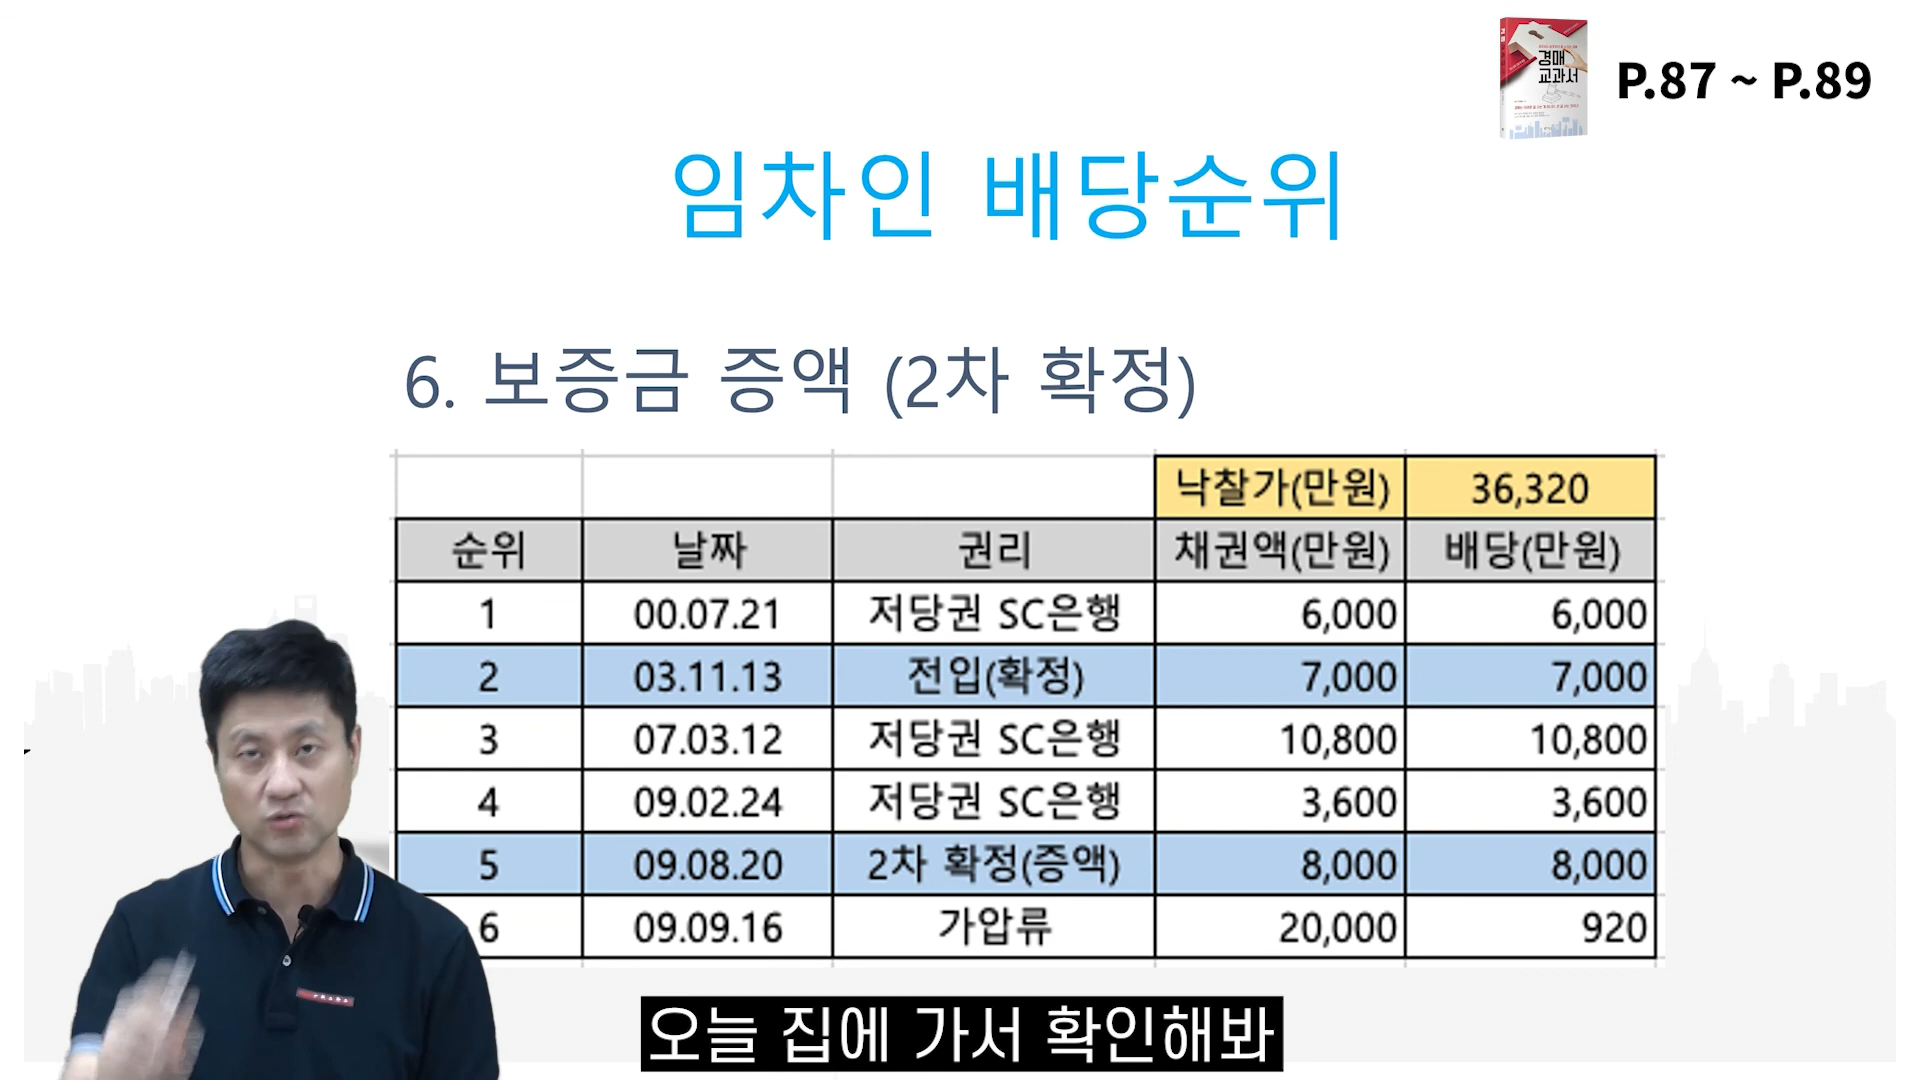 경매
교과서
P.87 ~ P.89
임차인 배당순위
6. 보증금 증액 (2차 확정)
낙찰가(만원) 36,320
순위 날짜 권리 채권액(만원) 배당(만원)
1 00.07.21 저당권 SC은행 6,000 6,000
2 03.11.13 전입(확정) 7,000 7,000
3 07.03.12 저당권 SC은행 10,800 10,800
4 09.02.24 저당권 SC은행 3,600 3,600
5 09.08.20 2차 확정(증액) 8,000 8,000
6 09.09.16 가압류 20,000 920
오늘 집에 가서 확인해봐